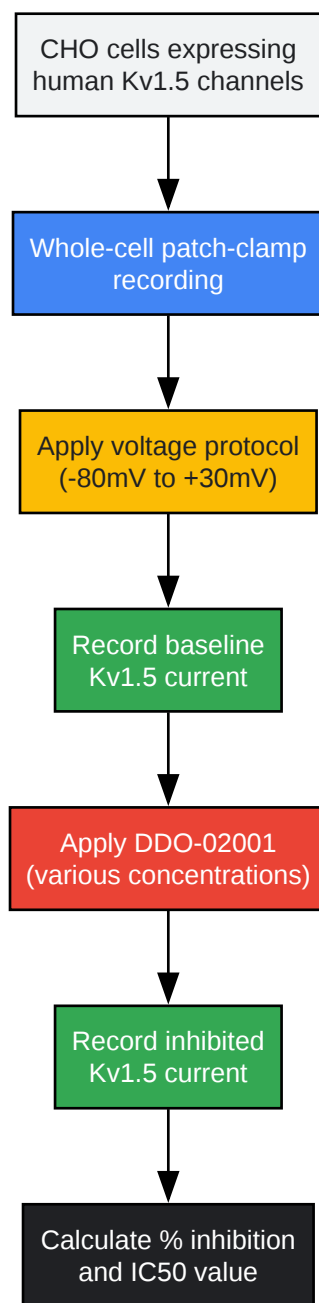 CHO cells expressing
human Kv1.5 channels
Whole-cell patch-clamp
recording
Apply voltage protocol
(-80mV to +30mV)
Record baseline
Kv1.5 current
Apply DDO-02001
(various concentrations)
Record inhibited
Kv1.5 current
Calculate % inhibition
and IC50 value